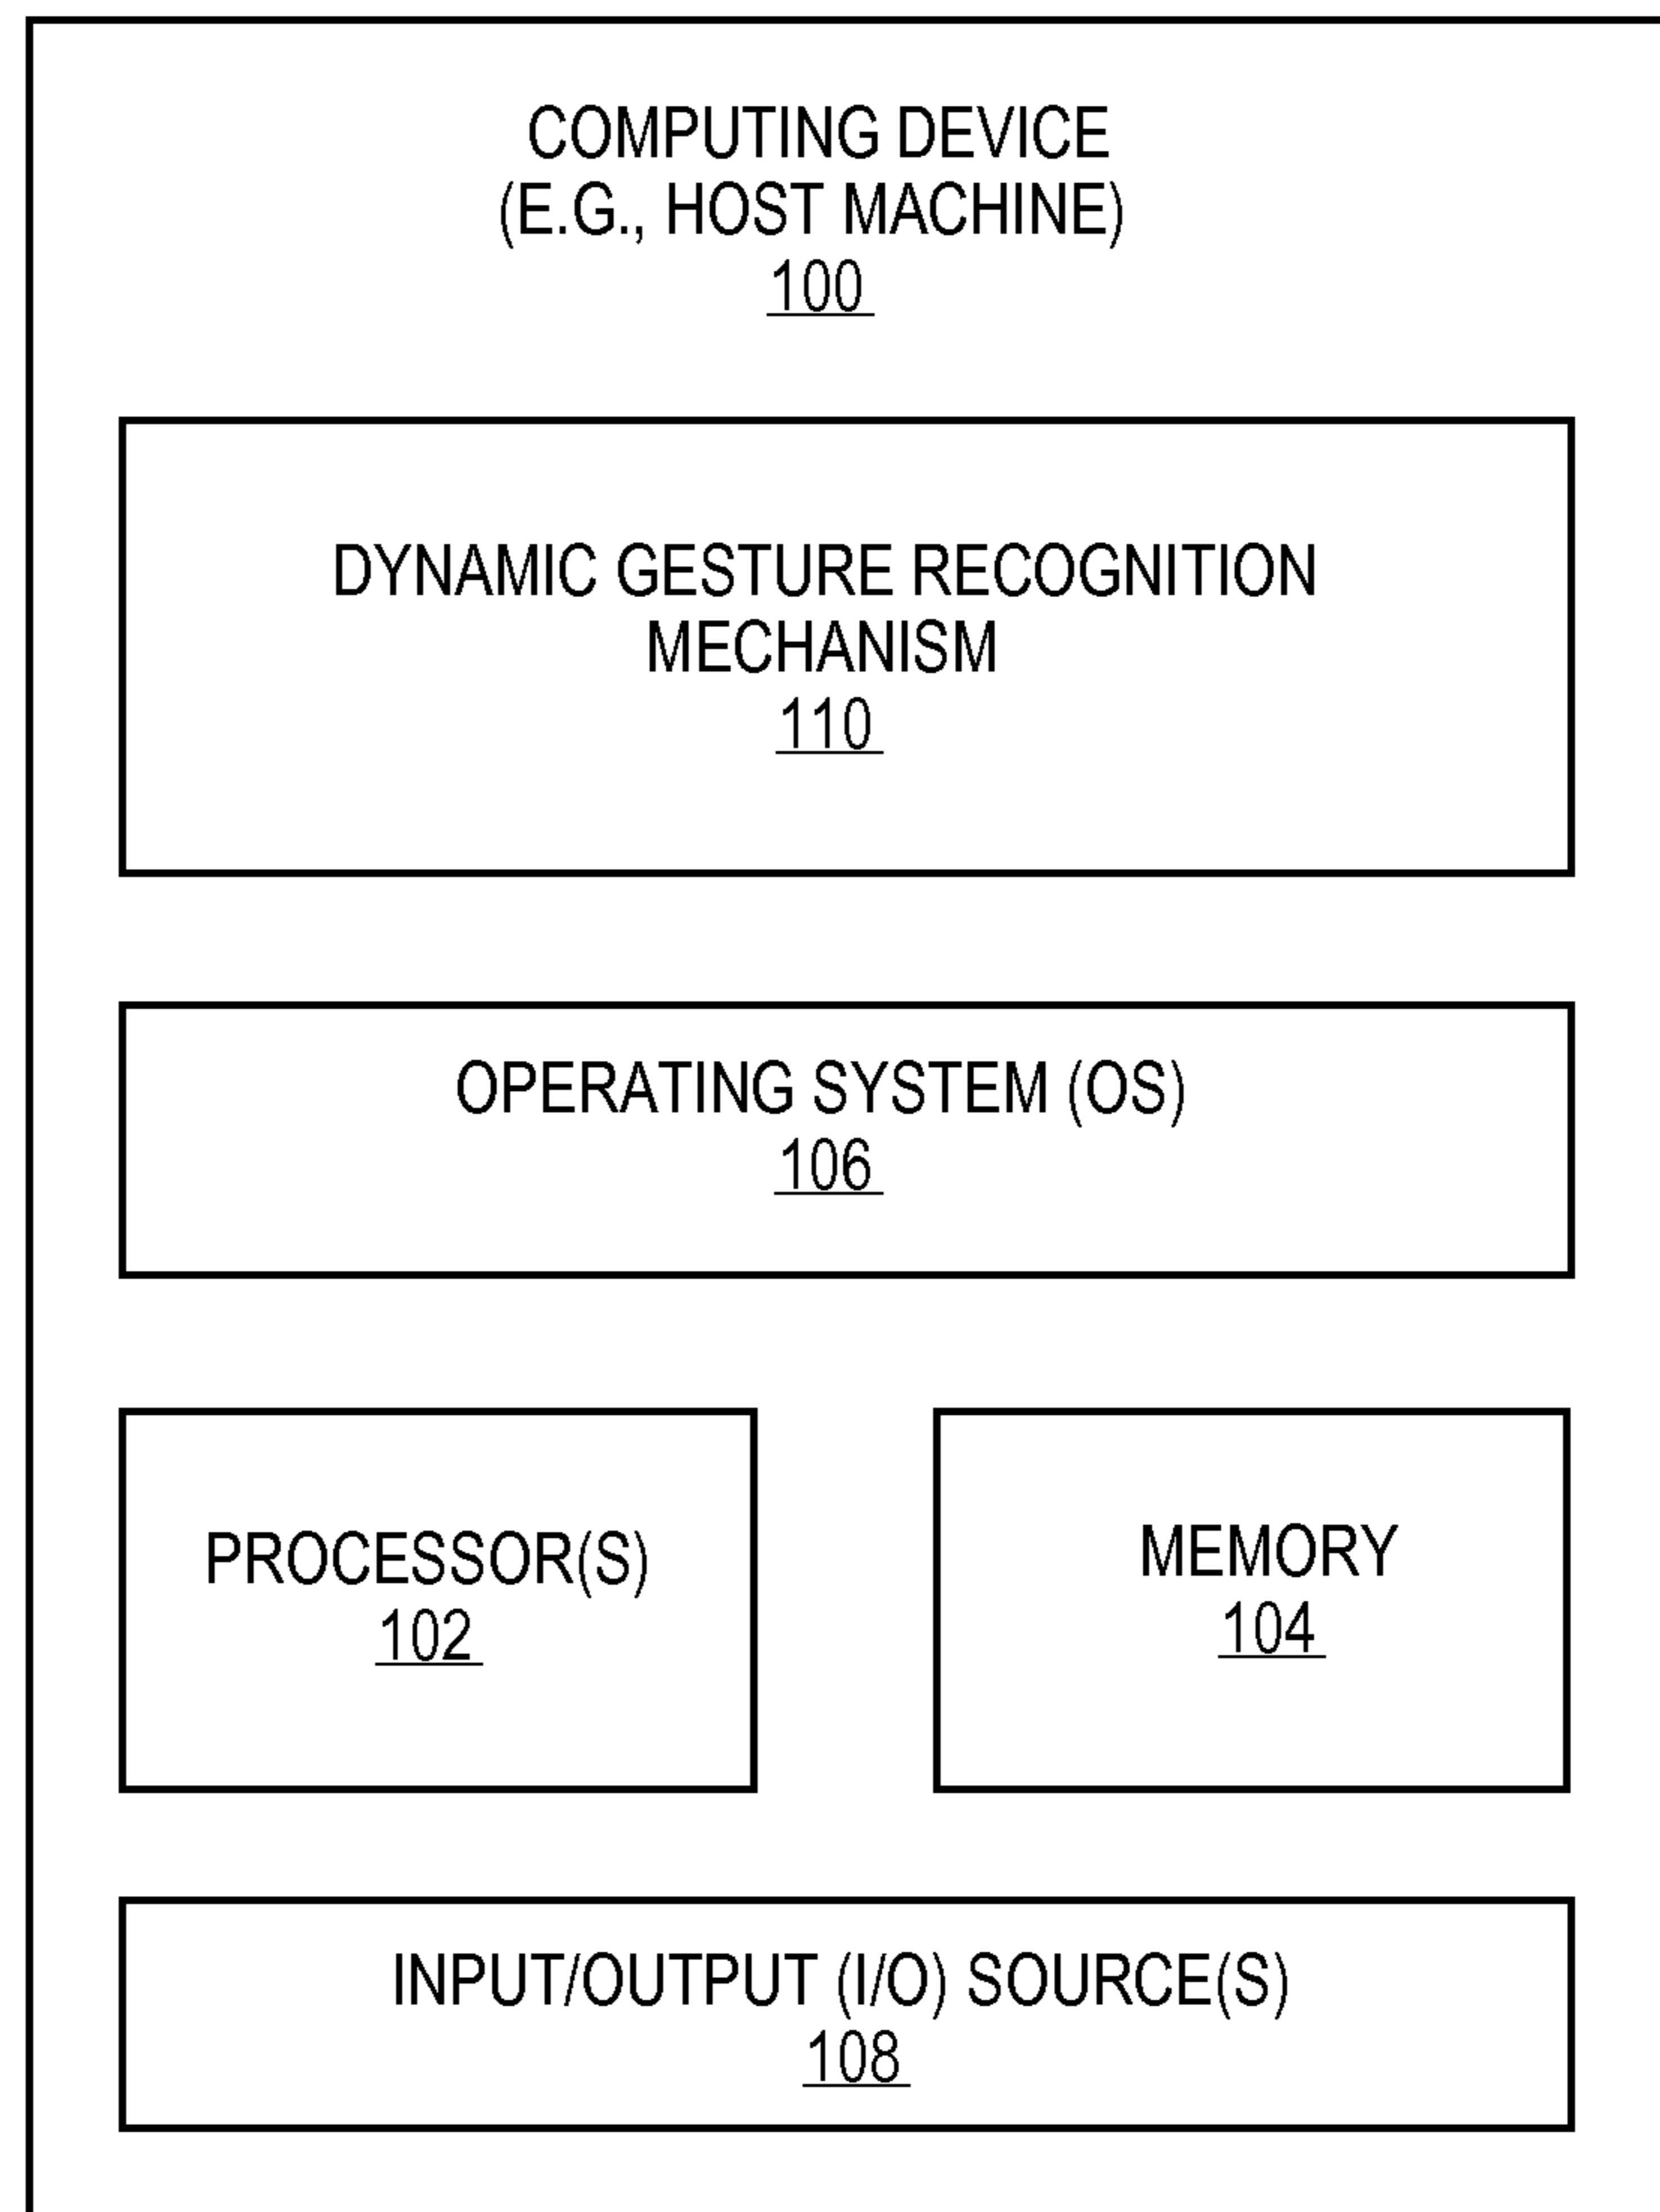 COMPUTING DEVICE
(E.G., HOST MACHINE)
100
DYNAMIC GESTURE RECOGNITION
MECHANISM
110
OPERATING SYSTEM (OS)
106
PROCESSOR(S)
102
MEMORY
104
INPUT/OUTPUT (I/O) SOURCE(S)
108